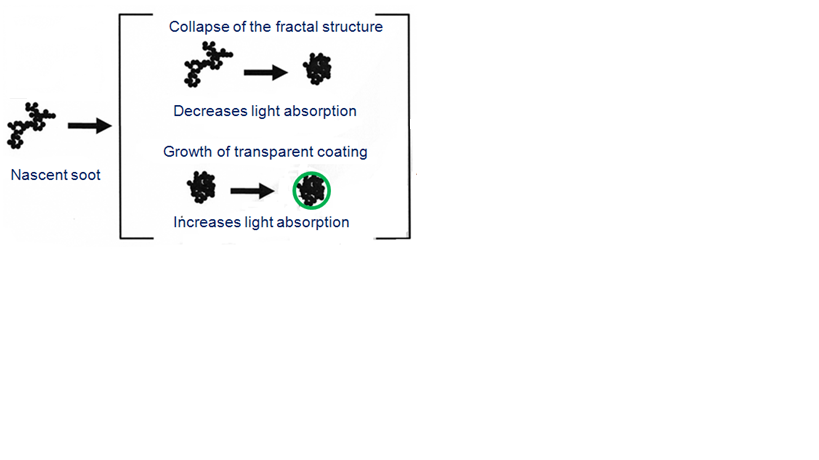 Collapse of the fractal structure
Decreases light absorption
Growth of transparent coating
Nascent soot
Increases light absorption